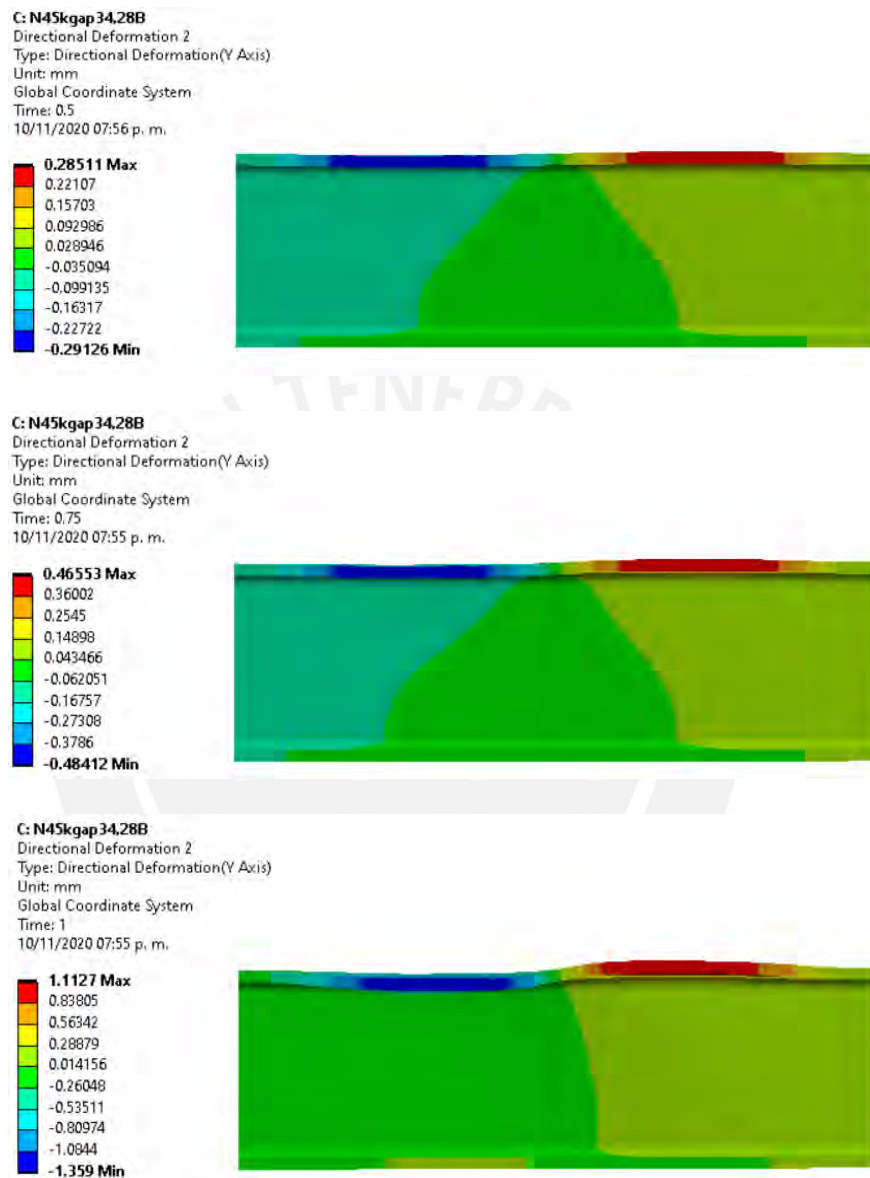 C: N45kgap34,28B
Directional Deformation 2
Type: Directional Deformation(Y Axis)
Unit: mm
Global Coordinate System
Time: 0.5
10/11/2020 07:56 p. m.
0.28511 Max
0.22107
0.15703
0.092986
0.028946
-0.035094
-0.099135
-0.16317
-0.22722
-0.29126 Min
C: N45kgap34,28B
Directional Deformation 2
Type: Directional Deformation(Y Axis)
Unit: mm
Global Coordinate System
Time: 0.75
10/11/2020 07:55 p. m.
0.46553 Max
0.36002
0.2545
0.14898
0.043466
-0.062051
-0.16757
-0.27308
-0.3786
-0.48412 Min
C: N45kgap34,28B
Directional Deformation 2
Type: Directional Deformation(Y Axis)
Unit: mm
Global Coordinate System
Time: 1
10/11/2020 07:55 p. m.
1.1127 Max
0.83805
0.56342
0.28879
0.014156
-0.26048
-0.53511
-0.80974
-1.0844
-1.359 Min